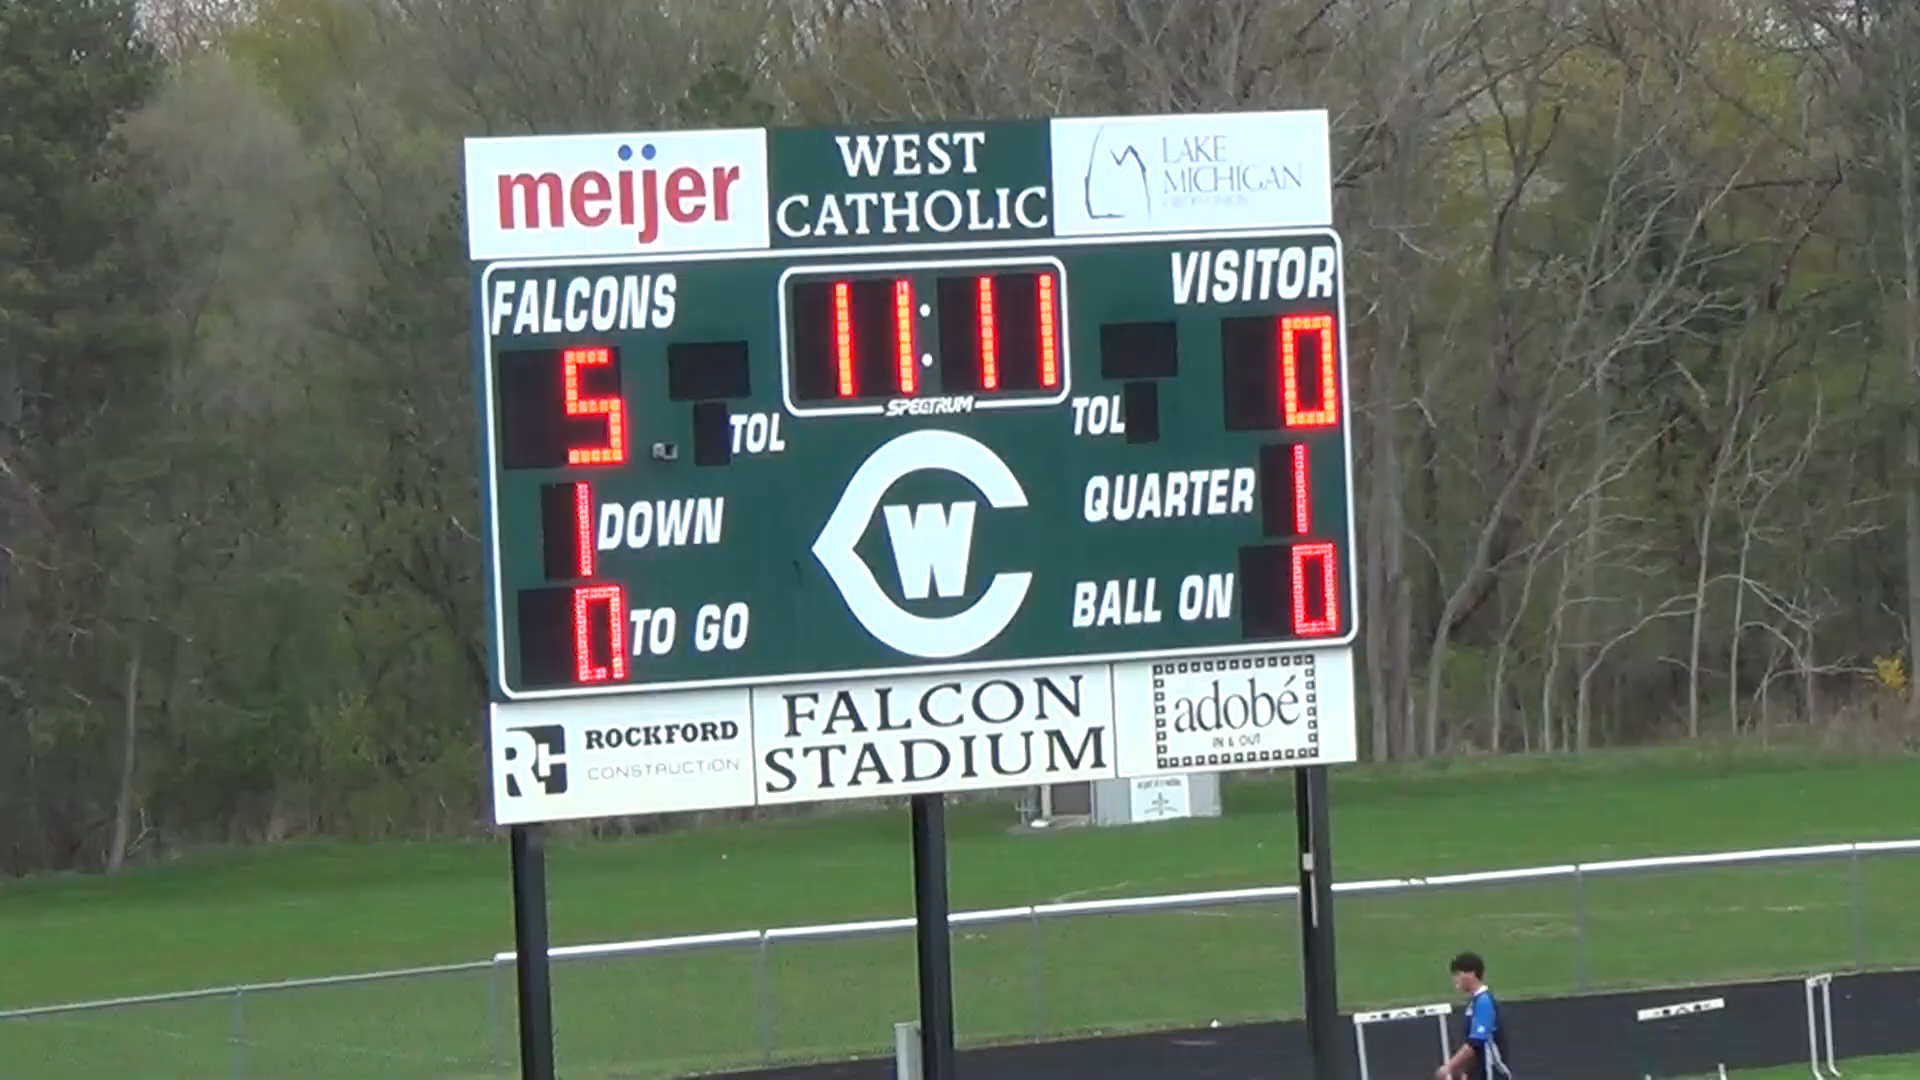 meijer
WEST
CATHOLIC
LAKE
MICHIGAN
FALCONS
11:11
VISITOR
5
TOL
SPECTRUM
TOL
0
1 DOWN
W
QUARTER 1
0 TO GO
BALL ON 0
RC
ROCKFORD
CONSTRUCTION
FALCON
STADIUM
adobé
IN & OUT